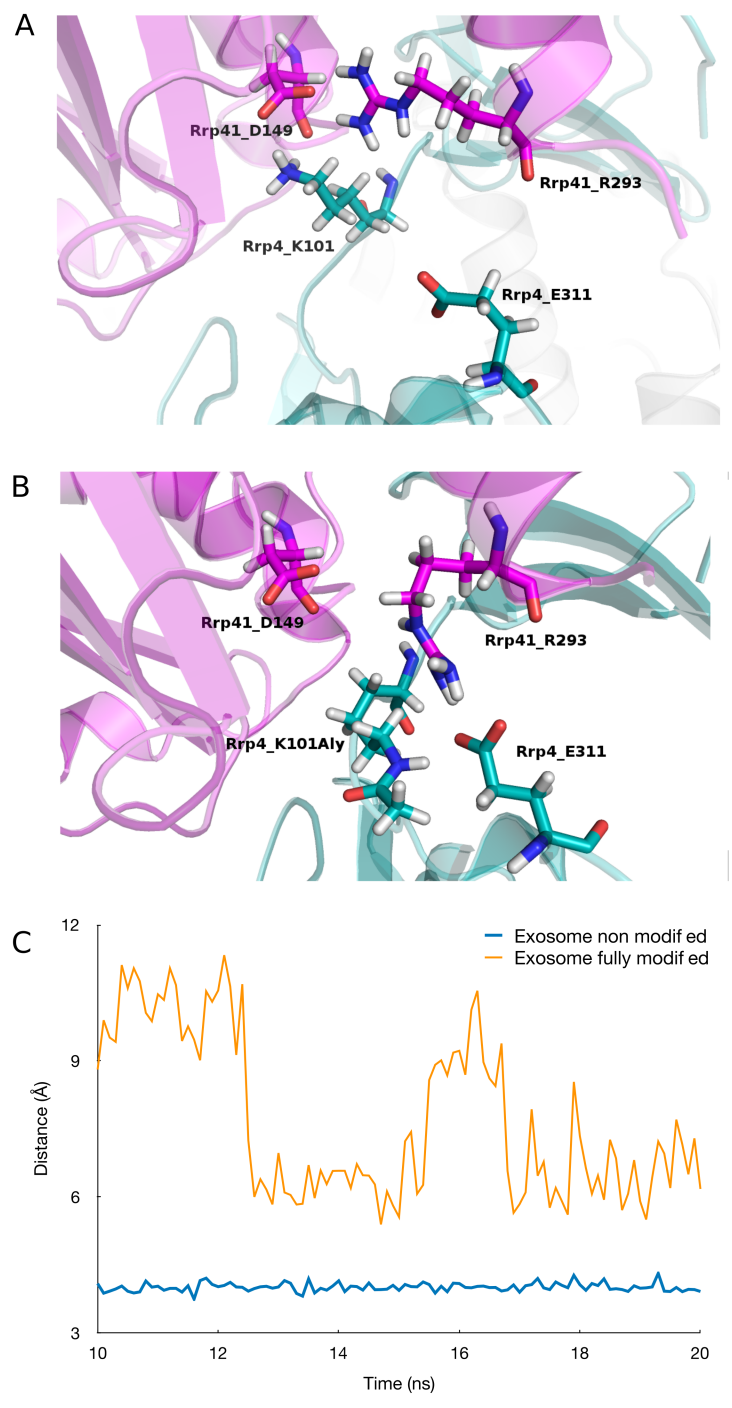 A
Rrp41_D149
Rrp41_R293
Rrp4_K101
Rrp4_E311
B
Rrp41_D149
Rrp41_R293
Rrp4_K101Aly
Rrp4_E311
C
12
Exosome non modif ed
Exosome fully modif ed
9
Distance (Å)
6
3
10 12 14 16 18 20
Time (ns)